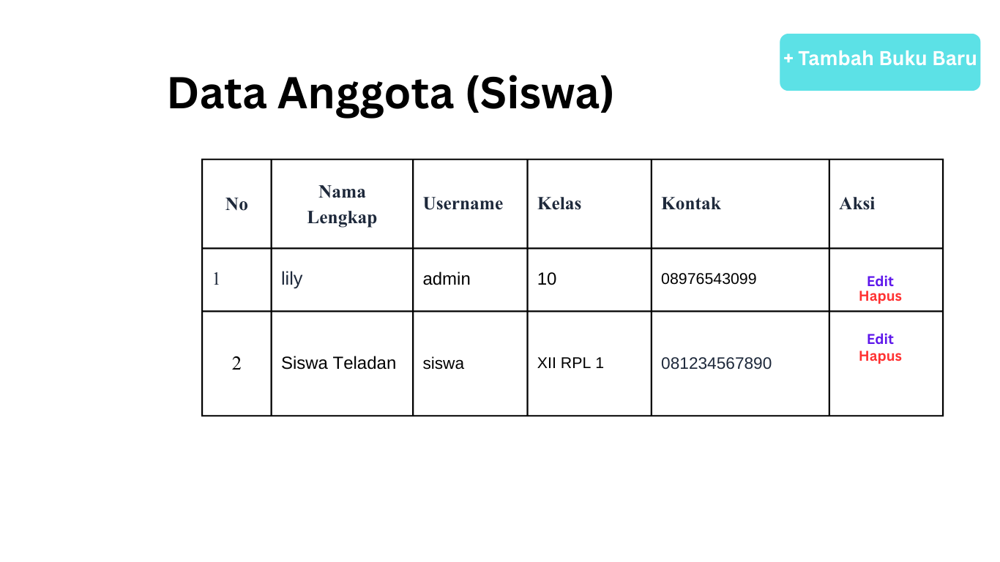 + Tambah Buku Baru
Data Anggota (Siswa)
No
Nama
Lengkap
Username
Kelas
Kontak
Aksi
1
lily
admin
10
08976543099
Edit
Hapus
2
Siswa Teladan
siswa
XII RPL 1
081234567890
Edit
Hapus